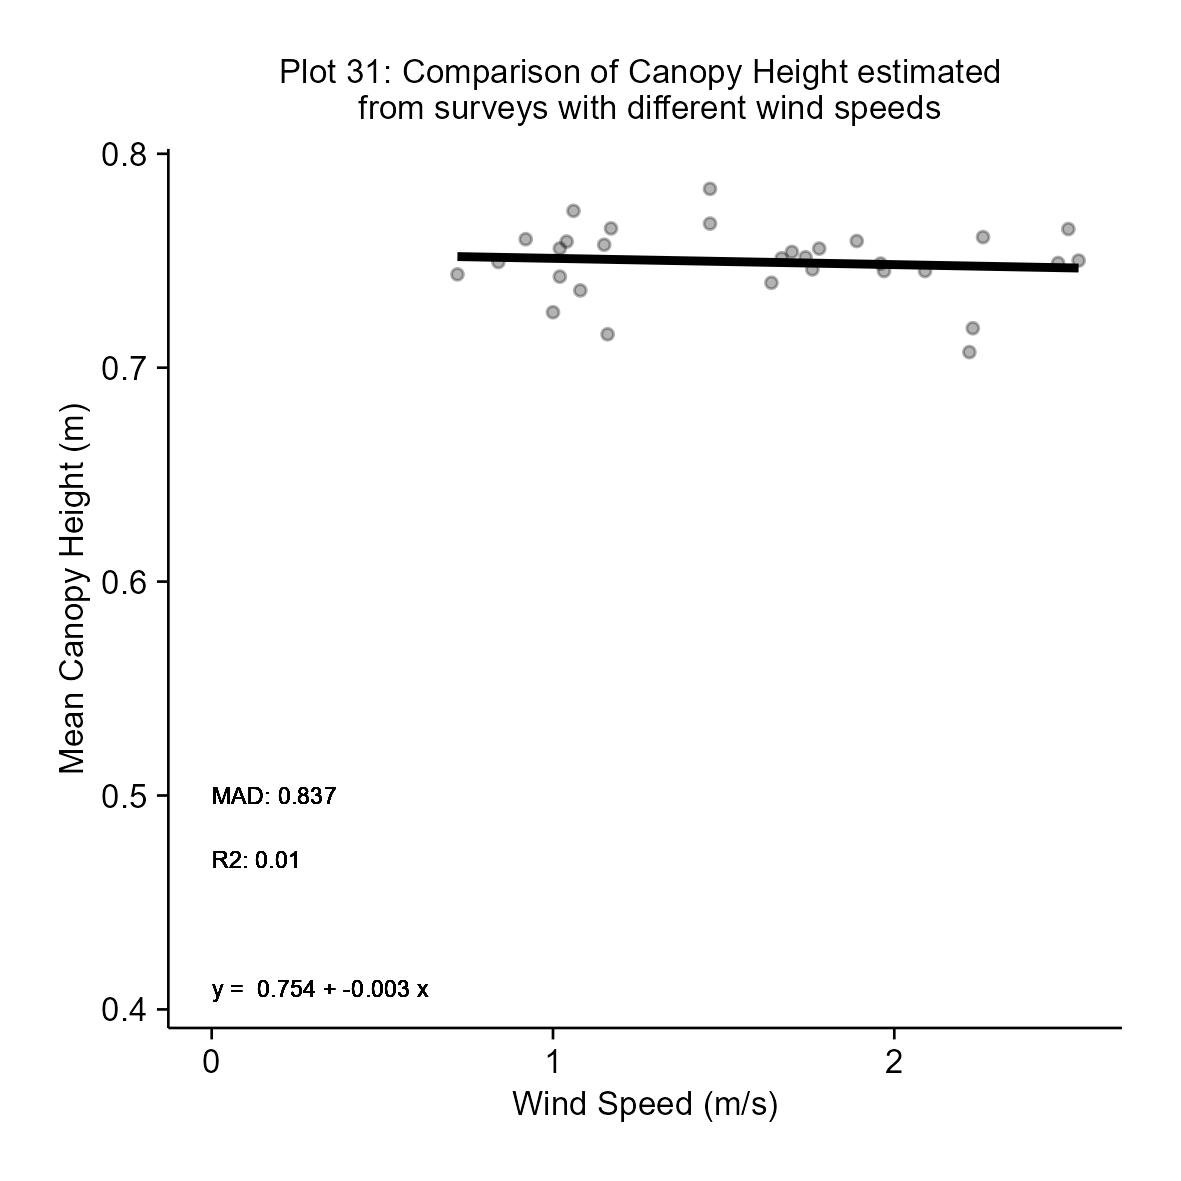 Plot 31: Comparison of Canopy Height estimated
from surveys with different wind speeds
0.8
0.7
0.6
0.5
0.4
Mean Canopy Height (m)
MAD: 0.837
R2: 0.01
y =  0.754 + -0.003 x
0
1
2
Wind Speed (m/s)